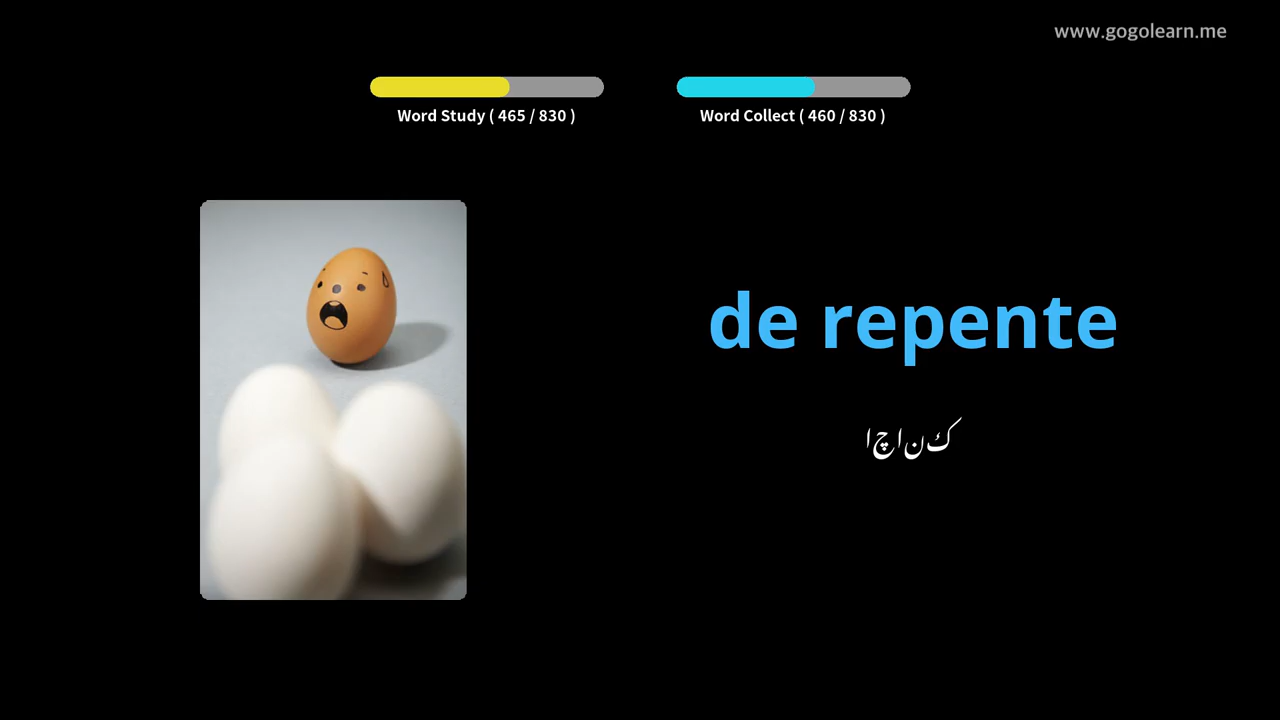 www.gogolearn.me
Word Study ( 465 / 830 )
Word Collect ( 460 / 830 )
de repente
اچانک